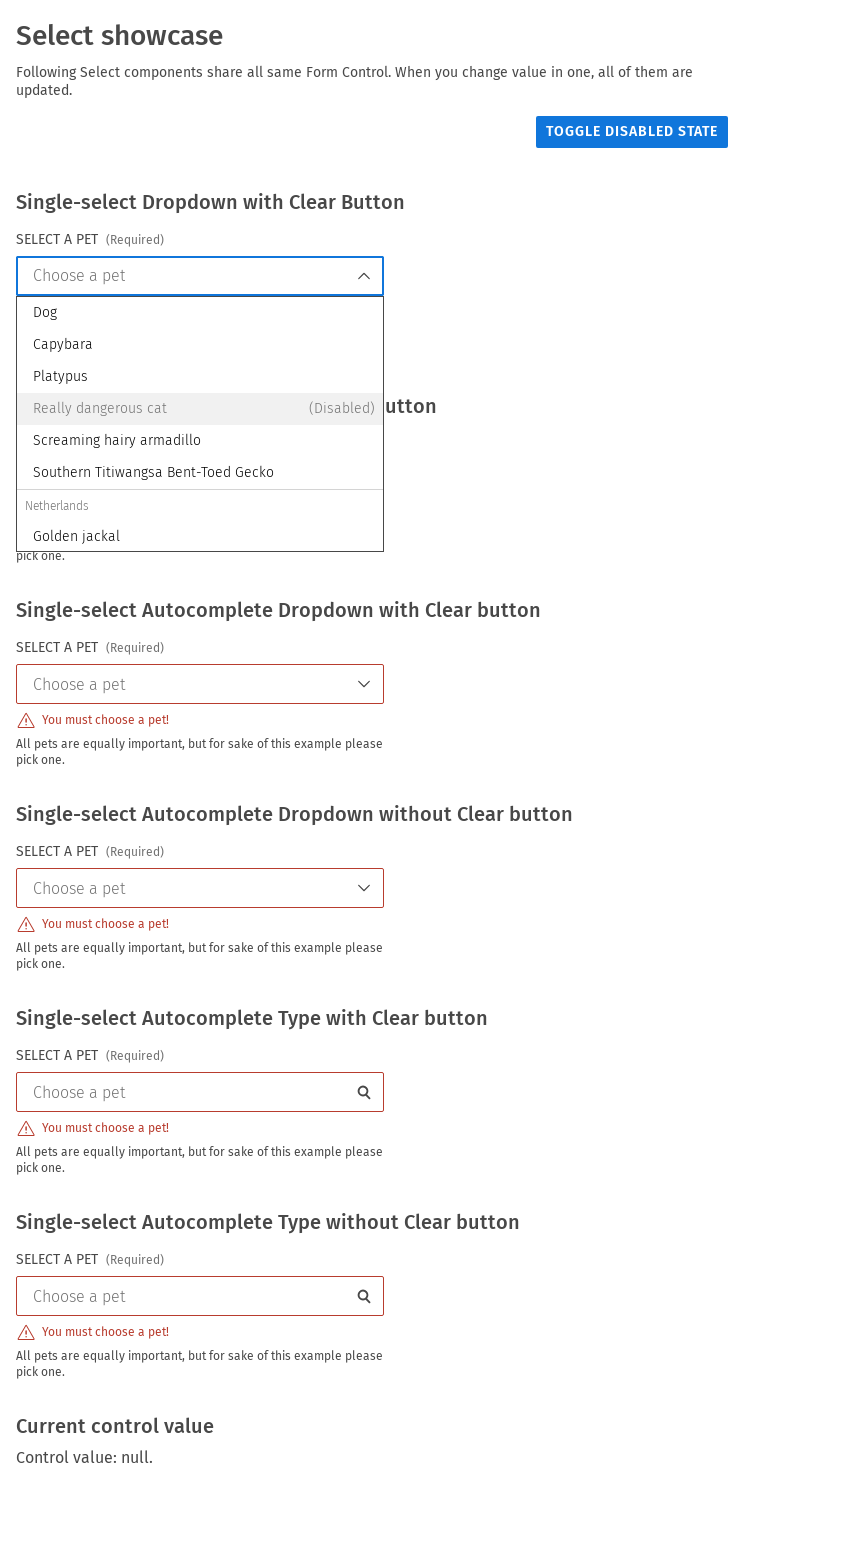 Select showcase
Following Select components share all same Form Control. When you change value in one, all of them are
updated.
TOGGLE DISABLED STATE
Single-select Dropdown with Clear Button
SELECT A PET (Required)
Choose a pet
Dog
Capybara
Platypus
Really dangerous cat (Disabled)
Screaming hairy armadillo
Southern Titiwangsa Bent-Toed Gecko
Netherlands
Golden jackal
utton
pick one.
Single-select Autocomplete Dropdown with Clear button
SELECT A PET (Required)
Choose a pet
You must choose a pet!
All pets are equally important, but for sake of this example please
pick one.
Single-select Autocomplete Dropdown without Clear button
SELECT A PET (Required)
Choose a pet
You must choose a pet!
All pets are equally important, but for sake of this example please
pick one.
Single-select Autocomplete Type with Clear button
SELECT A PET (Required)
Choose a pet
You must choose a pet!
All pets are equally important, but for sake of this example please
pick one.
Single-select Autocomplete Type without Clear button
SELECT A PET (Required)
Choose a pet
You must choose a pet!
All pets are equally important, but for sake of this example please
pick one.
Current control value
Control value: null.